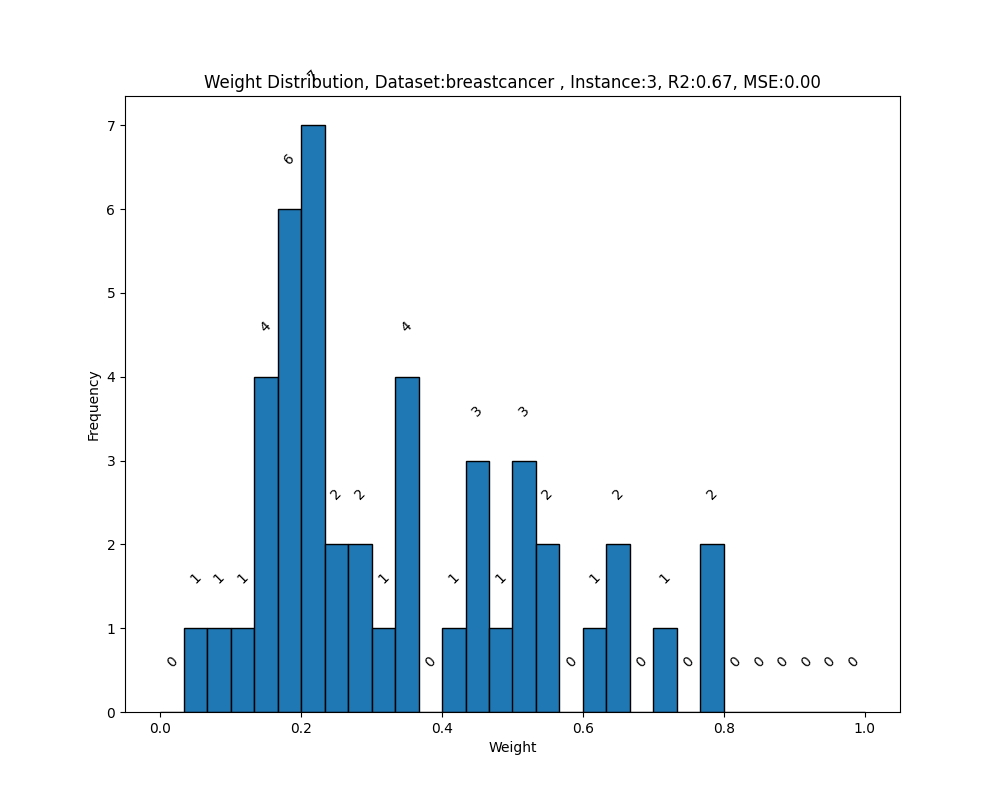 7
Weight Distribution, Dataset:breastcancer , Instance:3, R2:0.67, MSE:0.00
Frequency
7
6
5
4
3
2
1
0
0 1 1 1 4 6 2 2 1 4 0 1 3 1 3 2 0 1 2 0 1 0 2 0 0 0 0 0 0
0.0 0.2 0.4 0.6 0.8 1.0
Weight